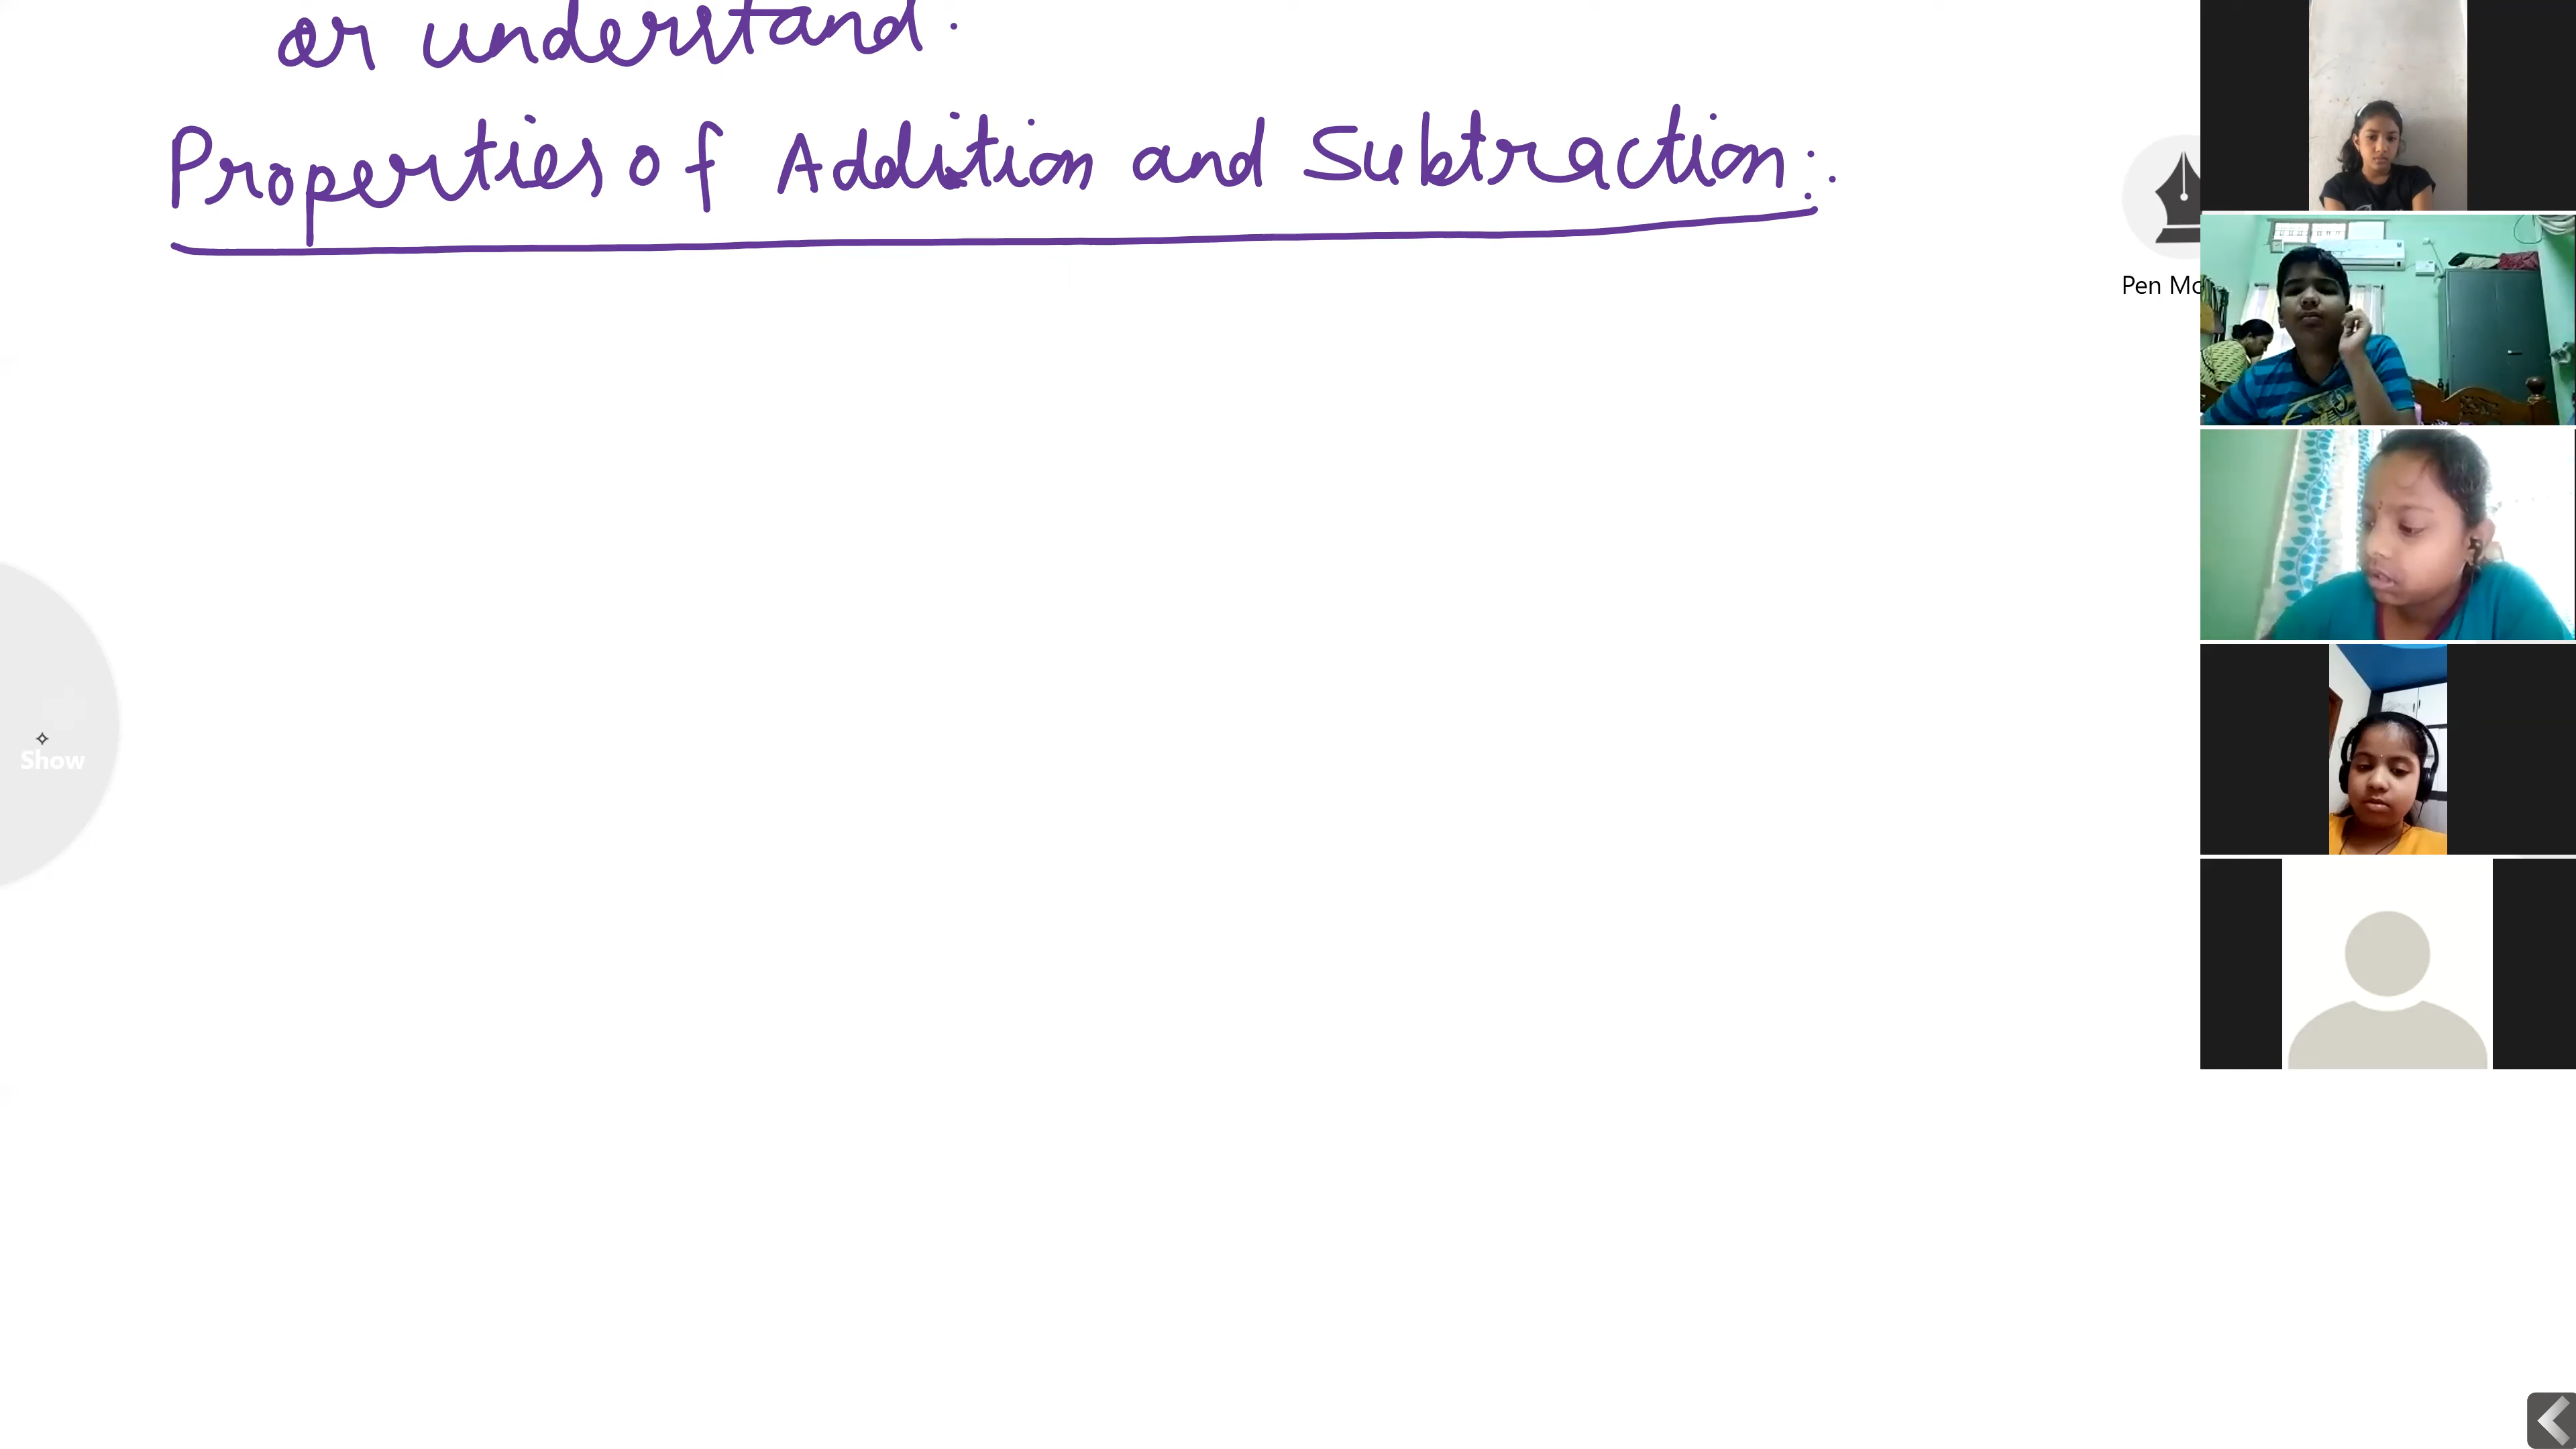 or understand.
Properties of Addition and Subtraction:.
Pen Mo
Show